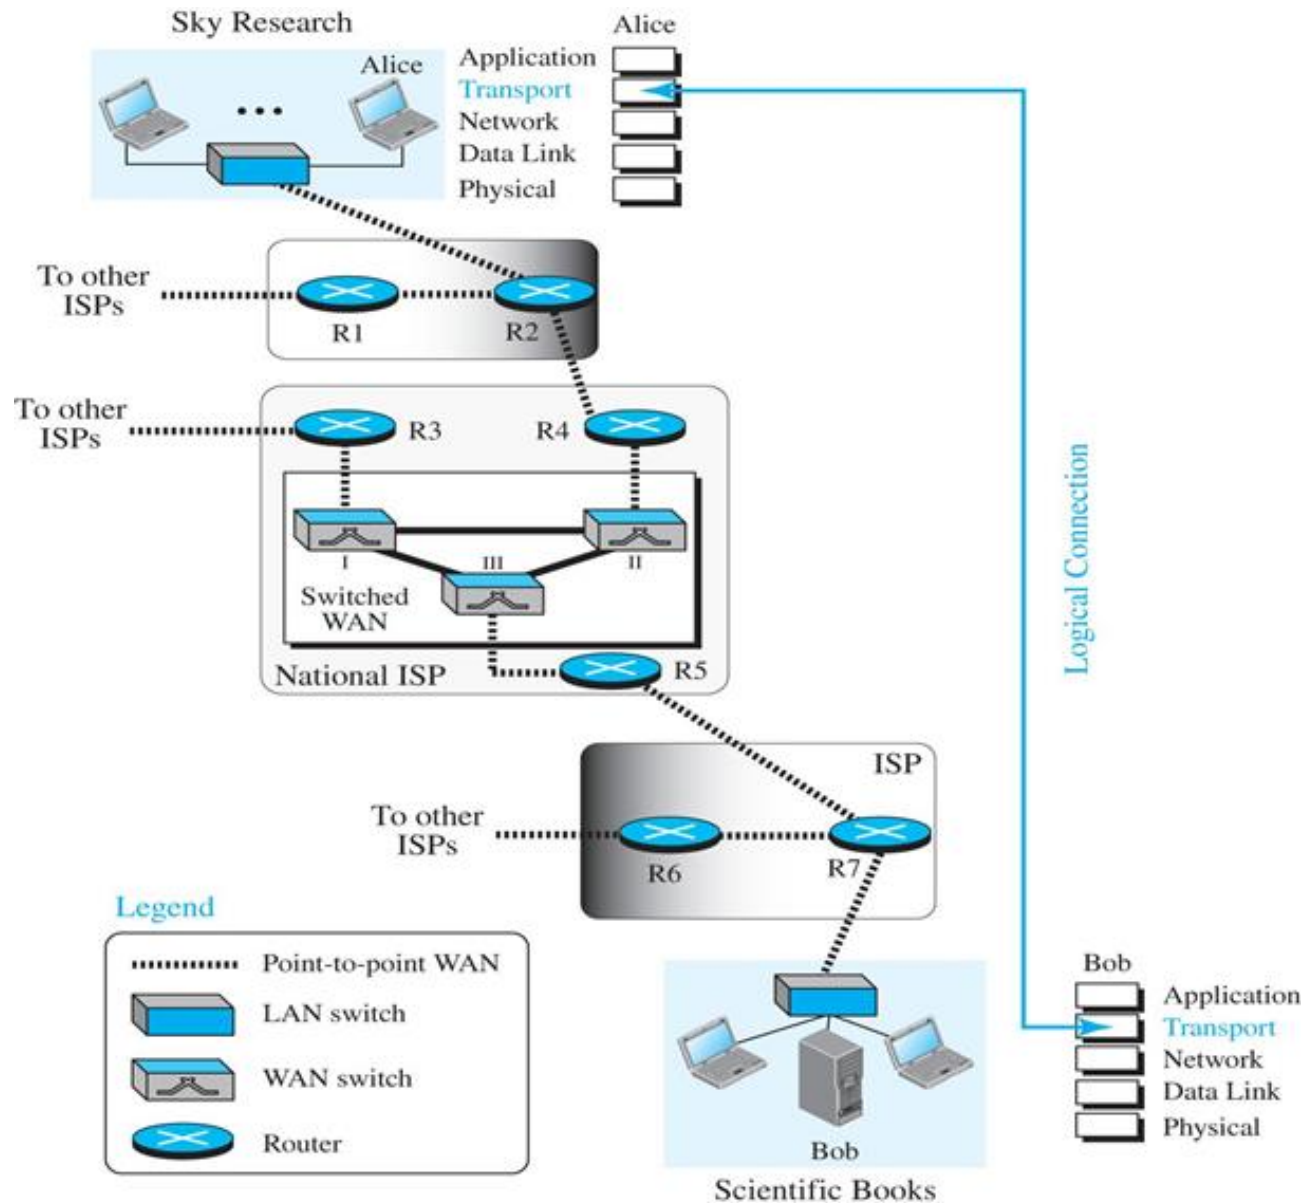 Sky Research
Alice
Alice
Application
Transport
Network
Data Link
Physical
To other
ISPs
R1
R2
To other
ISPs
R3
R4
I
III
II
Switched
WAN
National ISP
R5
Logical Connection
ISP
To other
ISPs
R6
R7
Legend
Point-to-point WAN
LAN switch
WAN switch
Router
Bob
Application
Transport
Network
Data Link
Physical
Bob
Scientific Books